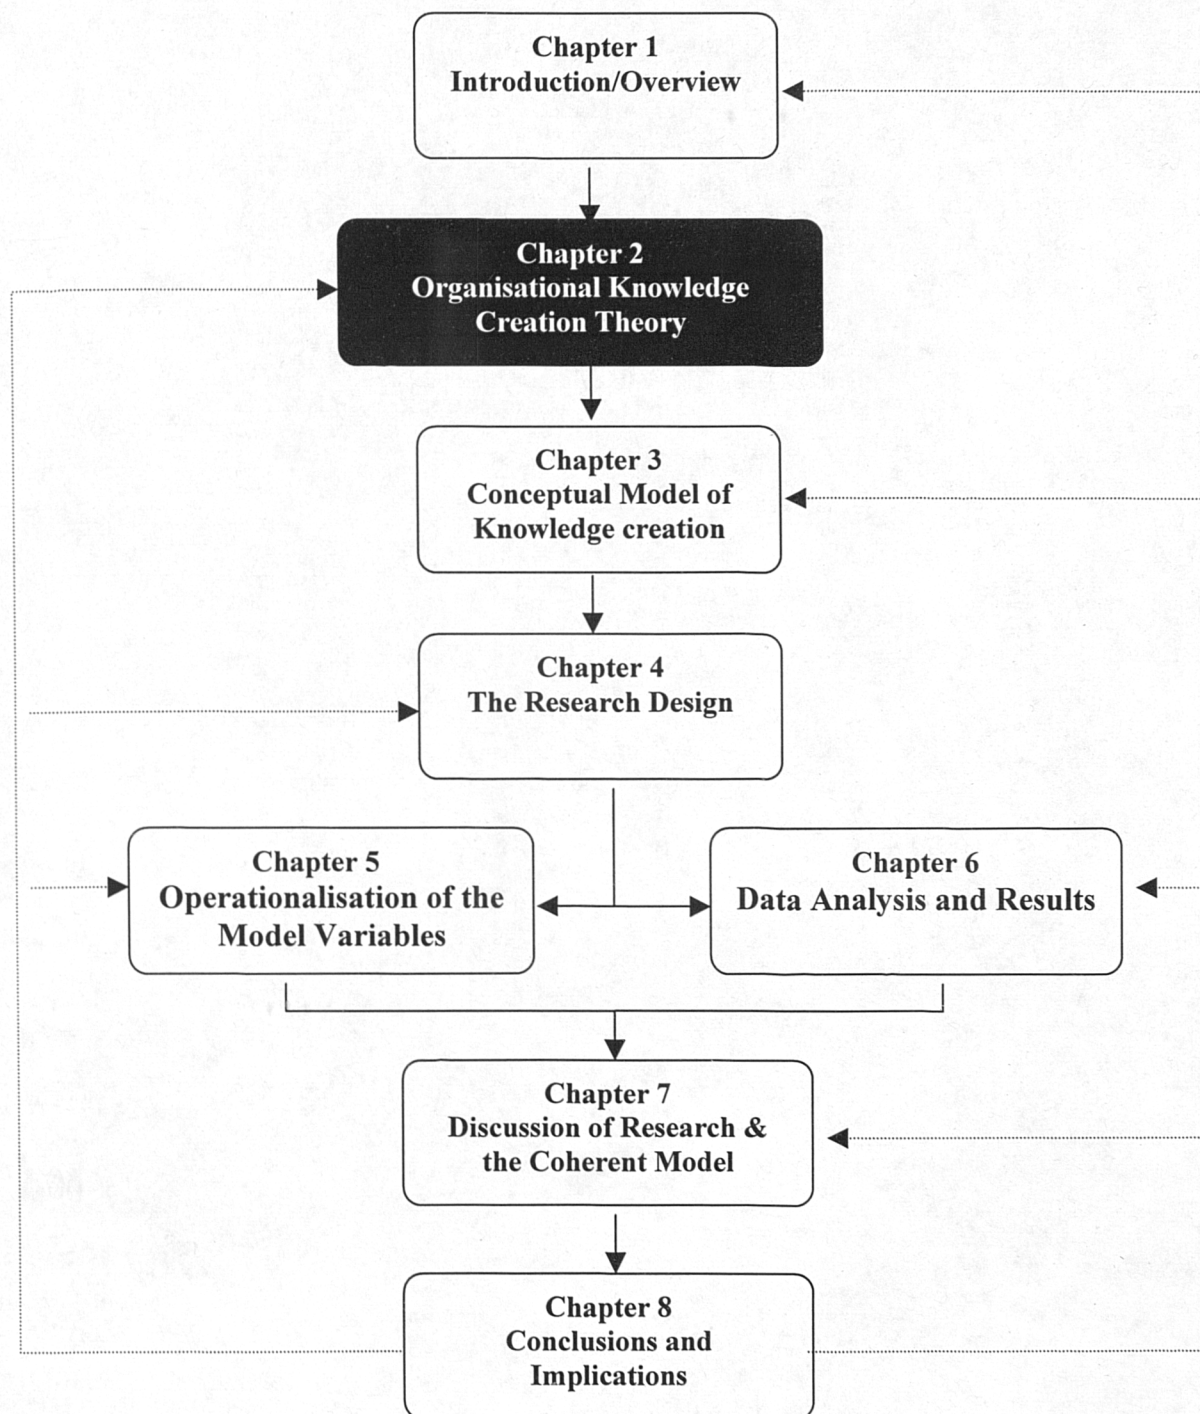 Chapter 1
Introduction/Overview
Chapter 2
Organisational Knowledge
Creation Theory
Chapter 3
Conceptual Model of
Knowledge creation
Chapter 4
The Research Design
Chapter 5
Operationalisation of the
Model Variables
Chapter 6
Data Analysis and Results
Chapter 7
Discussion of Research &
the Coherent Model
Chapter 8
Conclusions and
Implications